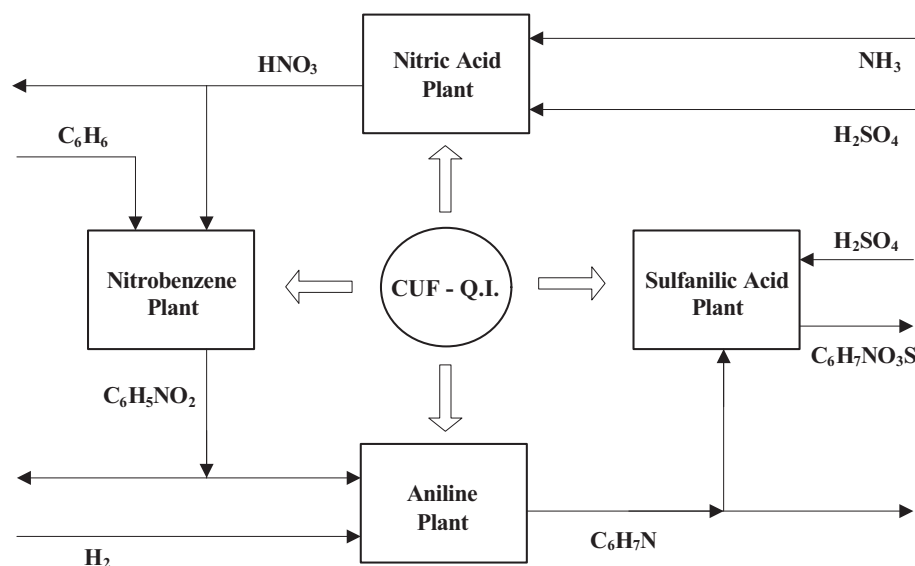 HNO₃
Nitric Acid
Plant
NH₃
H₂SO₄
C₆H₆
Nitrobenzene
Plant
CUF - Q.I.
H₂SO₄
Sulfanilic Acid
Plant
C₆H₇NO₃S
C₆H₅NO₂
Aniline
Plant
C₆H₇N
H₂